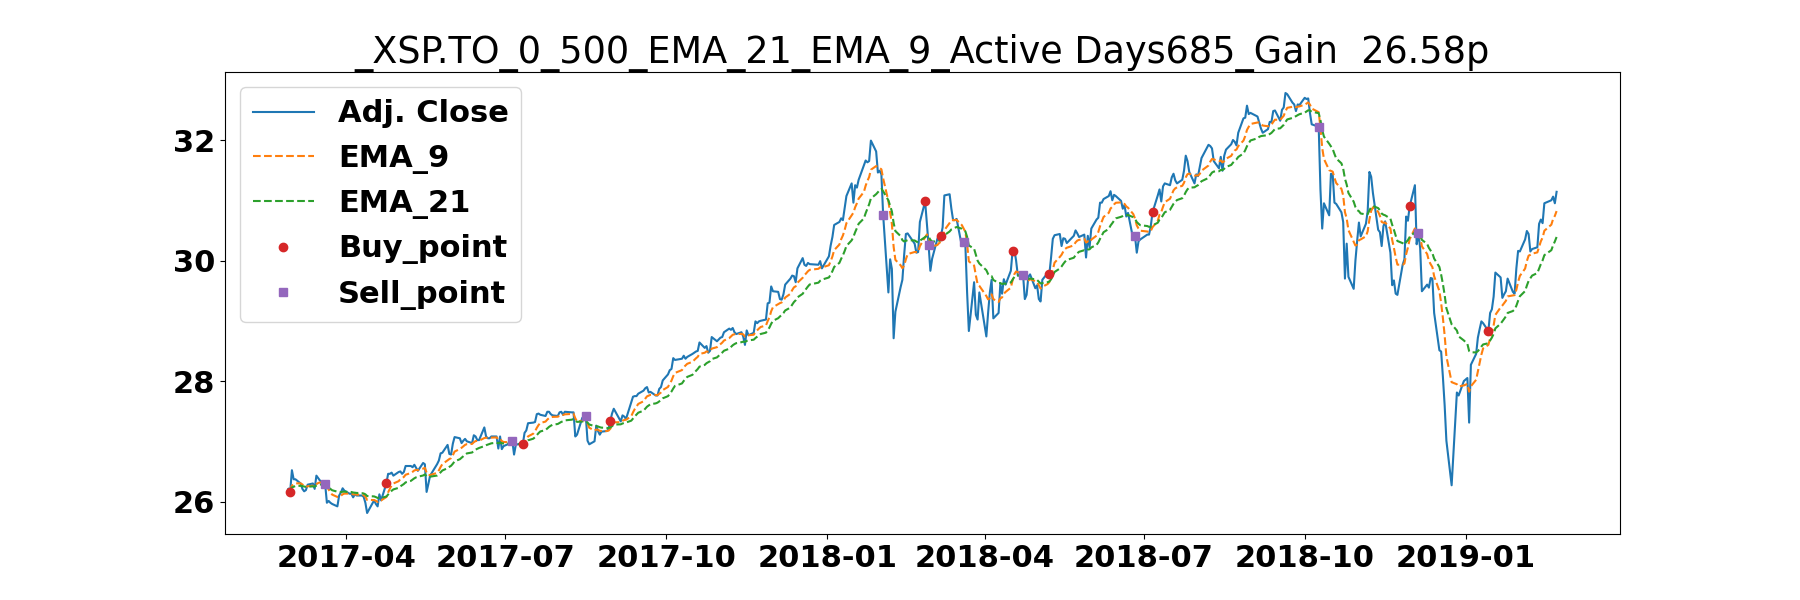 _XSP.TO_0_500_EMA_21_EMA_9_Active Days685_Gain  26.58p
Adj. Close
EMA_9
EMA_21
Buy_point
Sell_point
32
30
28
26
2017-04 2017-07 2017-10 2018-01 2018-04 2018-07 2018-10 2019-01